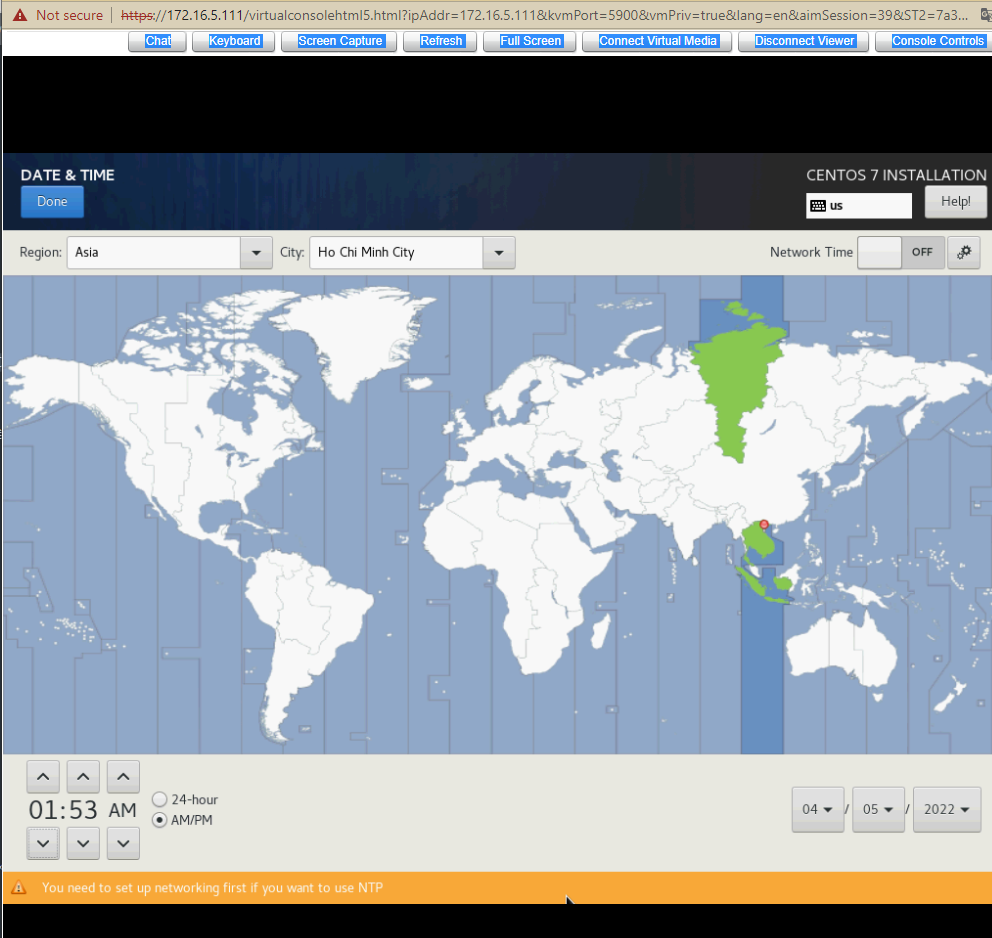 Not secure https://172.16.5.111/virtualconsolehtml5.html?ipAddr=172.16.5.111&kvmPort=5900&vmPriv=true&lang=en&aimSession=39&ST2=7a3...
Chat Keyboard Screen Capture Refresh Full Screen Connect Virtual Media Disconnect Viewer Console Controls
DATE & TIME CENTOS 7 INSTALLATION
Done us Help!
Region: Asia City: Ho Chi Minh City Network Time OFF
24-hour
01:53 AM 04 / 05 / 2022
AM/PM
You need to set up networking first if you want to use NTP